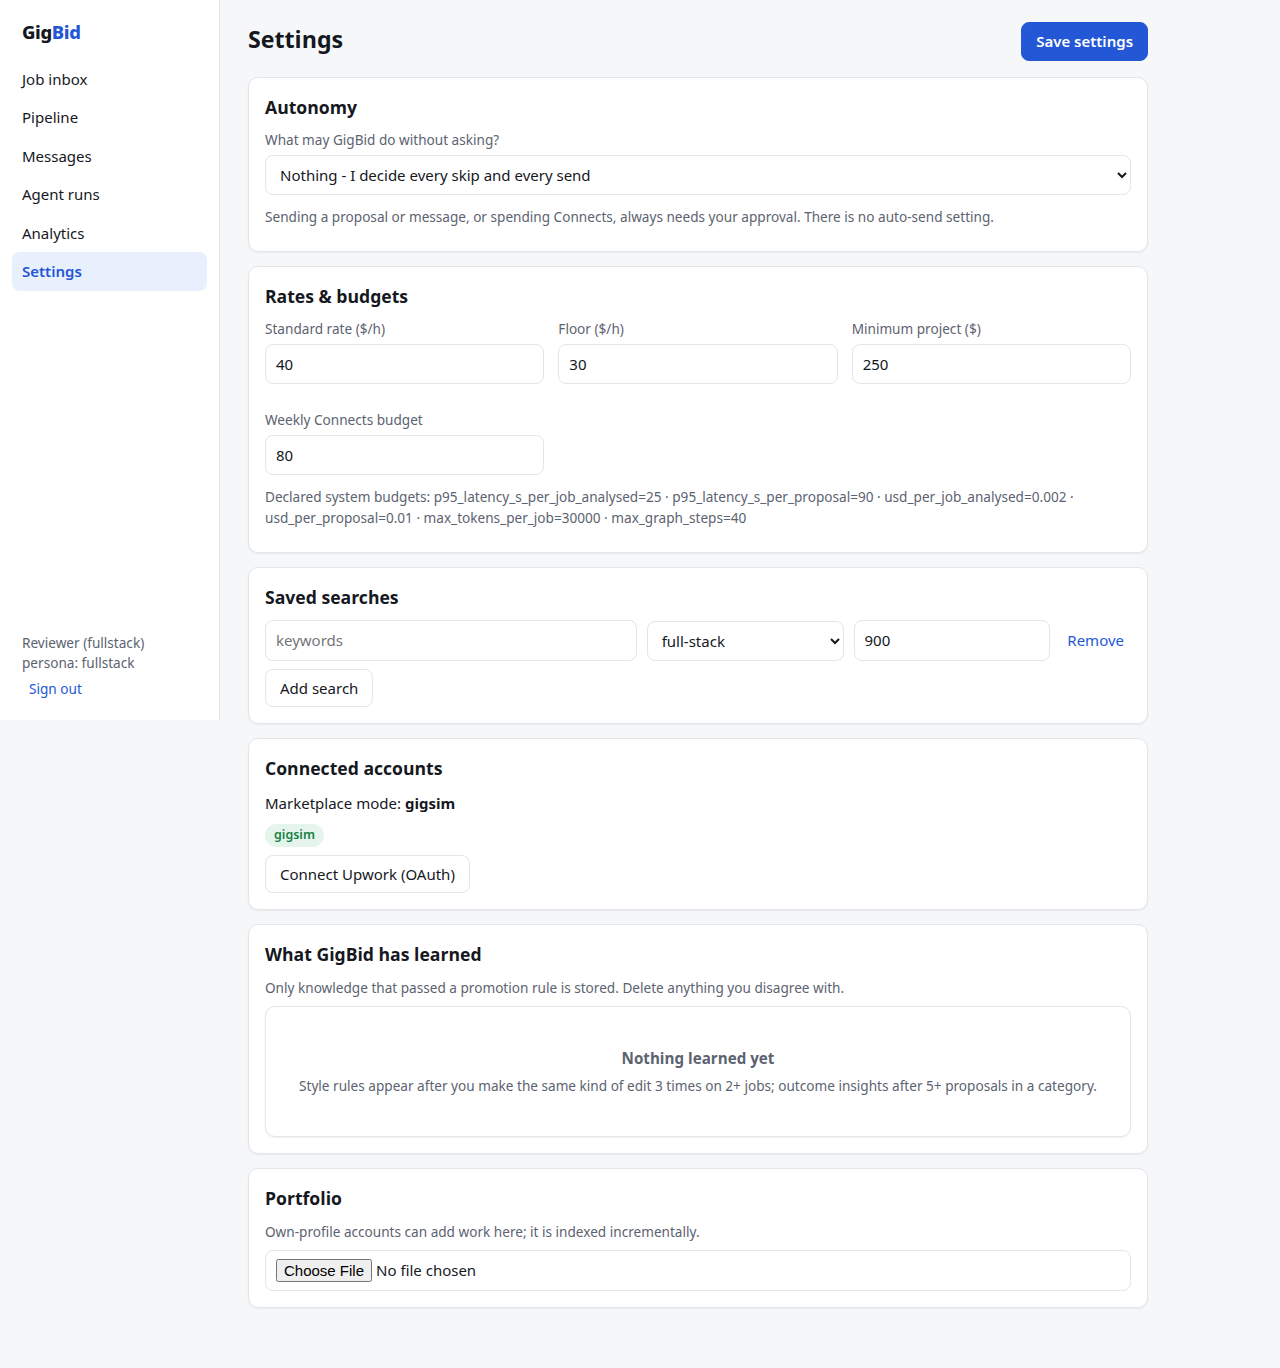 GigBid
Job inbox
Pipeline
Messages
Agent runs
Analytics
Settings
Reviewer (fullstack)
persona: fullstack
Sign out
Settings
Save settings
Autonomy
What may GigBid do without asking?
Nothing - I decide every skip and every send
Sending a proposal or message, or spending Connects, always needs your approval. There is no auto-send setting.
Rates & budgets
Standard rate ($/h)
Floor ($/h)
Minimum project ($)
40
30
250
Weekly Connects budget
80
Declared system budgets: p95_latency_s_per_job_analysed=25 · p95_latency_s_per_proposal=90 · usd_per_job_analysed=0.002 ·
usd_per_proposal=0.01 · max_tokens_per_job=30000 · max_graph_steps=40
Saved searches
keywords
full-stack
900
Remove
Add search
Connected accounts
Marketplace mode: gigsim
gigsim
Connect Upwork (OAuth)
What GigBid has learned
Only knowledge that passed a promotion rule is stored. Delete anything you disagree with.
Nothing learned yet
Style rules appear after you make the same kind of edit 3 times on 2+ jobs; outcome insights after 5+ proposals in a category.
Portfolio
Own-profile accounts can add work here; it is indexed incrementally.
Choose File No file chosen